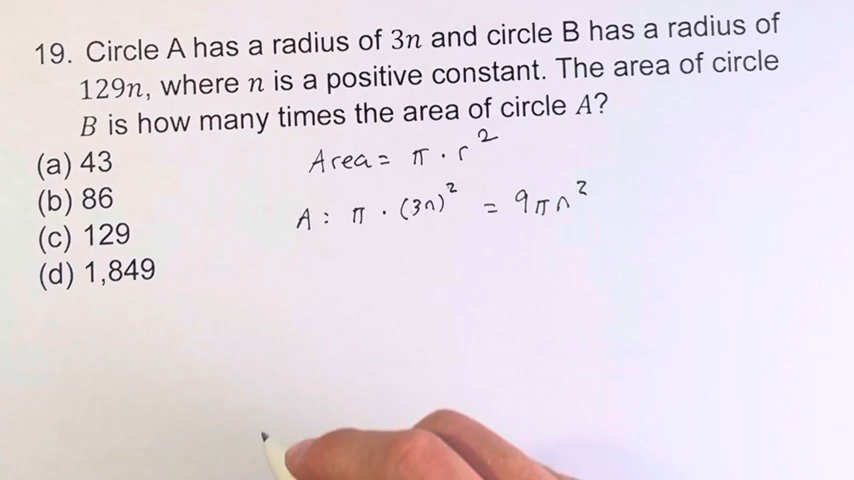 19. Circle A has a radius of 3n and circle B has a radius of
129n, where n is a positive constant. The area of circle
B is how many times the area of circle A?
(a) 43
(b) 86
(c) 129
(d) 1,849
Area = π · r²
A : π · (3n)² = 9πn²